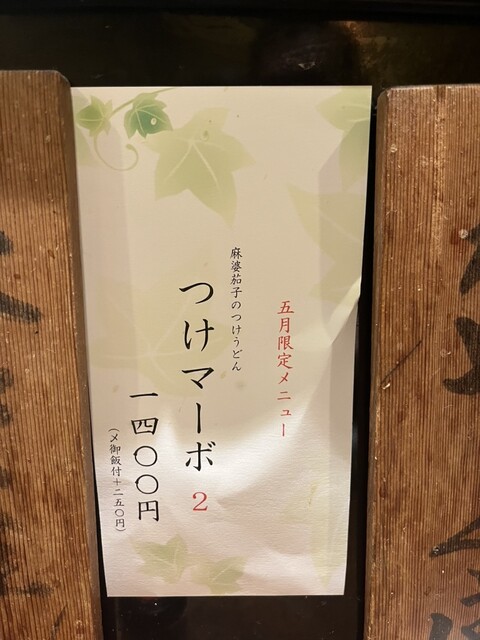 五月限定メニュー
麻婆茄子のつけうどん
つけマーボ 2
一四〇〇円
（〆御飯付＋二五〇円）